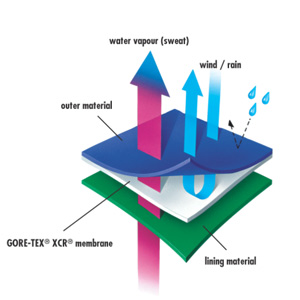 water vapour (sweat)
wind / rain
outer material
GORE-TEX® XCR® membrane
lining material